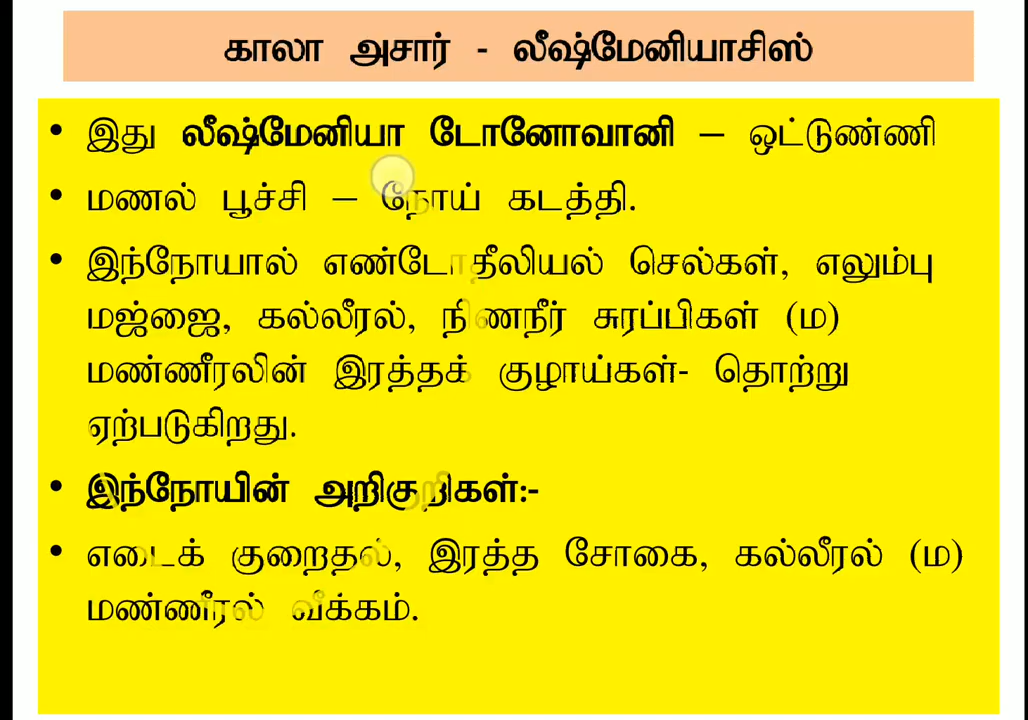 காலா அசார் - லீஷ்மேனியாசிஸ்
• இது லீஷ்மேனியா டோனோவானி – ஒட்டுண்ணி
• மணல் பூச்சி – நோய் கடத்தி.
• இந்நோயால் எண்டோதீலியல் செல்கள், எலும்பு
மஜ்ஜை, கல்லீரல், நிணநீர் சுரப்பிகள் (ம)
மண்ணீரலின் இரத்தக் குழாய்கள்- தொற்று
ஏற்படுகிறது.
• இந்நோயின் அறிகுறிகள்:-
• எடைக் குறைதல், இரத்த சோகை, கல்லீரல் (ம)
மண்ணீரல் வீக்கம்.